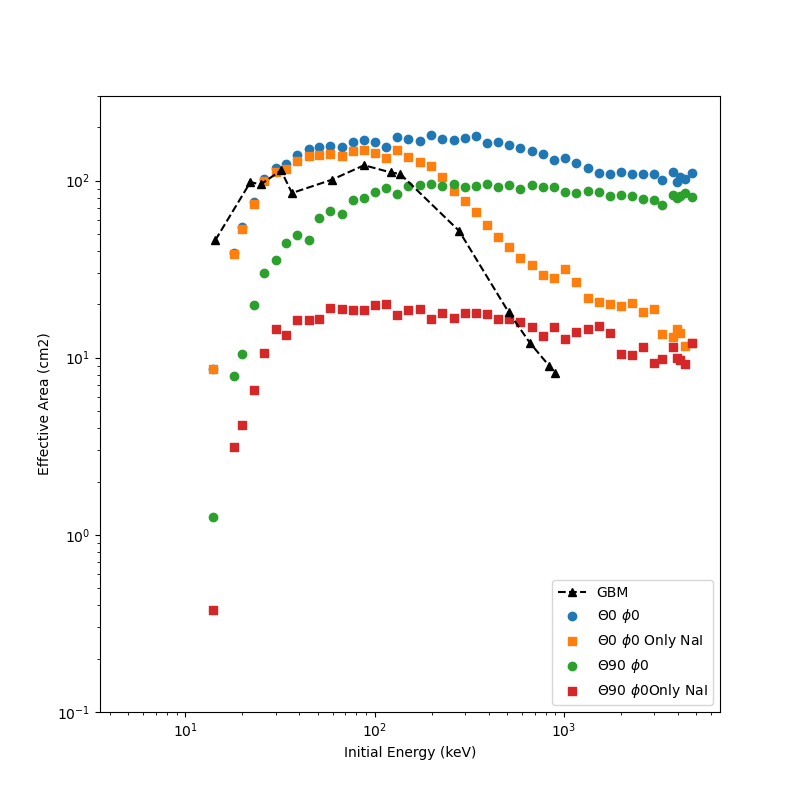 Effective Area (cm2)
10²
10¹
10⁰
10⁻¹
10¹ 10² 10³
Initial Energy (keV)
GBM
Θ0 ϕ0
Θ0 ϕ0 Only NaI
Θ90 ϕ0
Θ90 ϕ0Only NaI